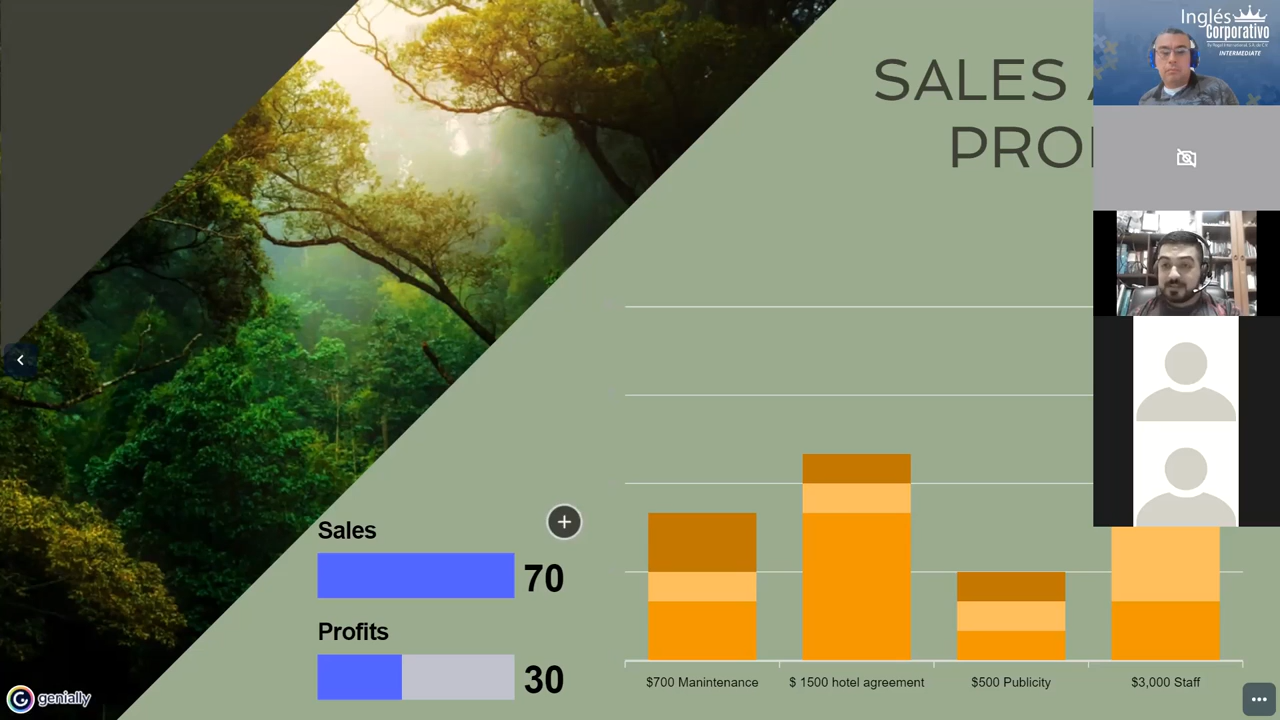 SALES
PRO
Sales
70
Profits
30
$700 Manintenance
$ 1500 hotel agreement
$500 Publicity
$3,000 Staff
genially
Inglés
Corporativo
INTERMEDIATE